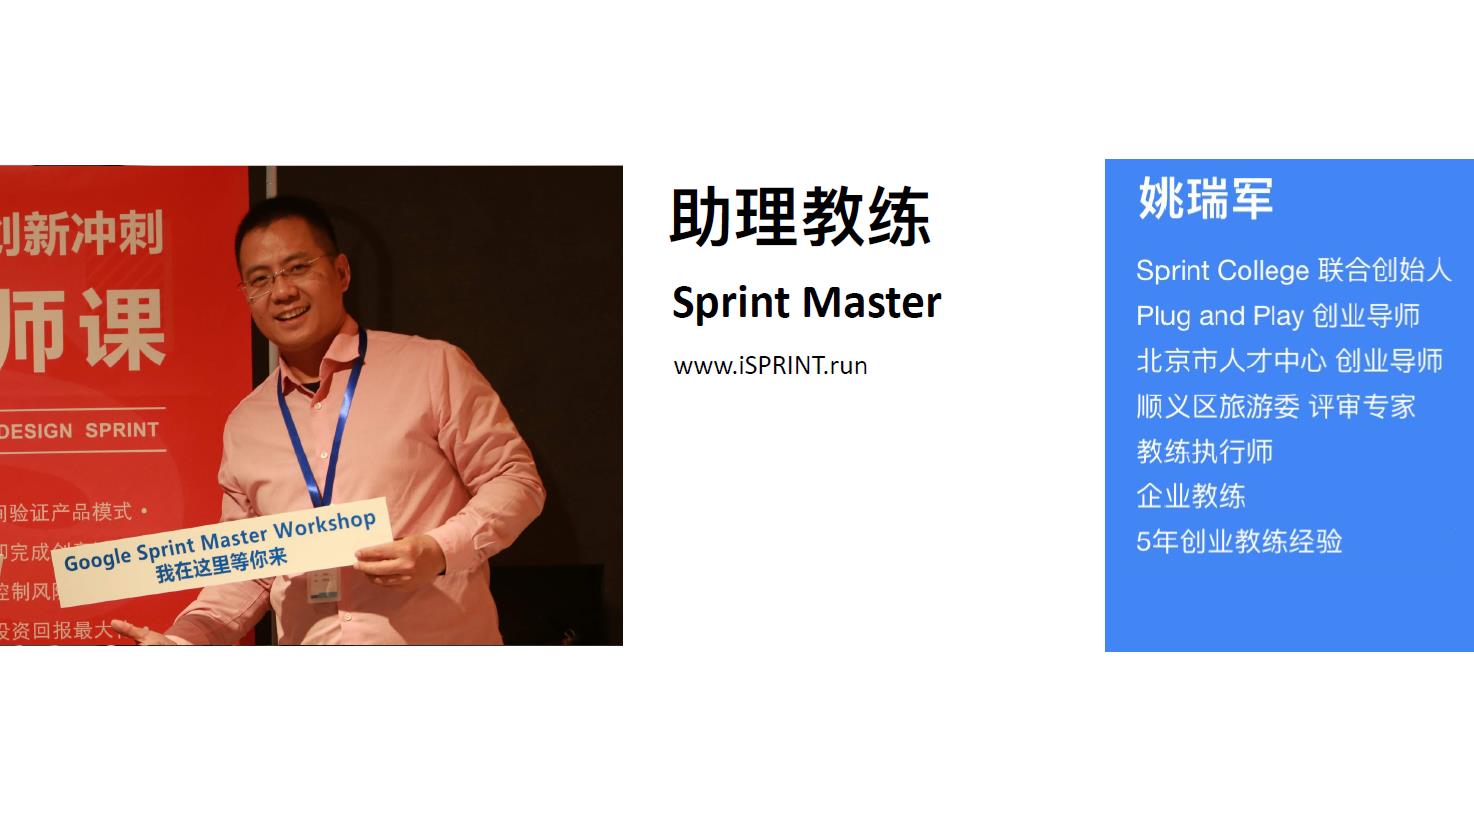 创新冲刺
师课
DESIGN SPRINT
间验证产品模式 •
即完成创
控制风险
投资回报最大化 •
Google Sprint Master Workshop
我在这里等你来
助理教练
Sprint Master
www.iSPRINT.run
姚瑞军
Sprint College 联合创始人
Plug and Play 创业导师
北京市人才中心 创业导师
顺义区旅游委 评审专家
教练执行师
企业教练
5年创业教练经验